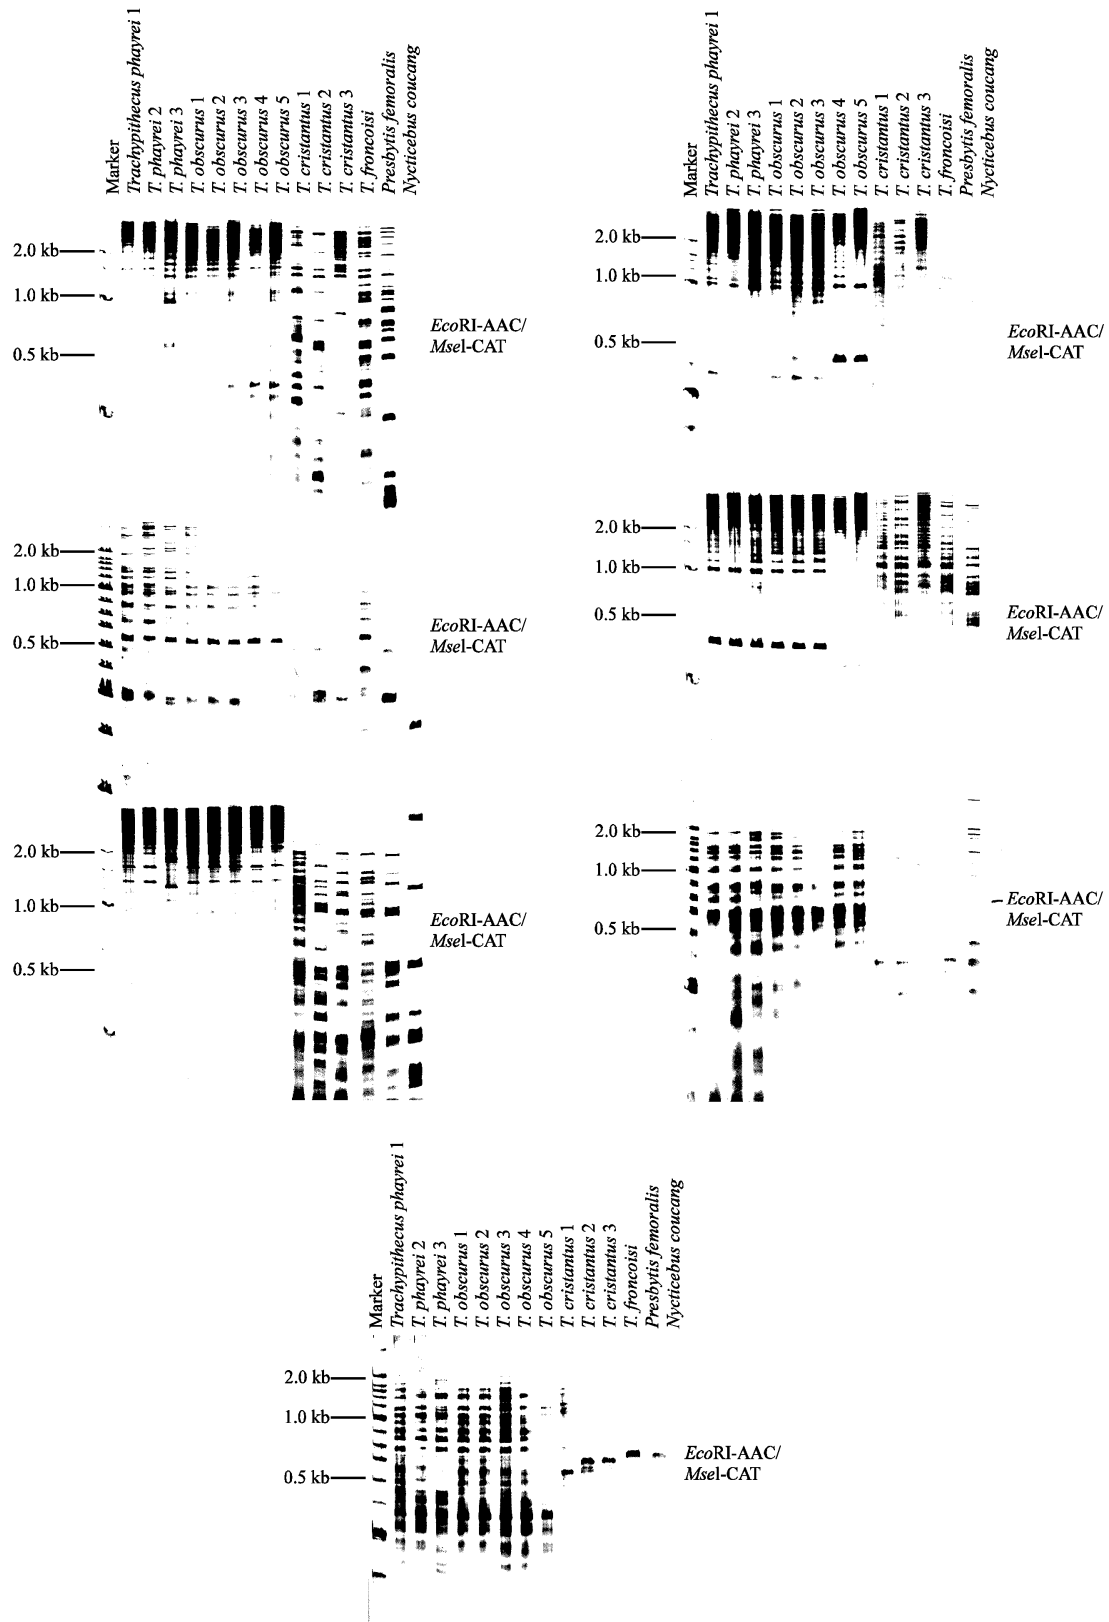 Marker
Trachypithecus phayrei 1
T. phayrei 2
T. phayrei 3
T. obscurus 1
T. obscurus 2
T. obscurus 3
T. obscurus 4
T. obscurus 5
T. cristantus 1
T. cristantus 2
T. cristantus 3
T. froncoisi
Presbytis femoralis
Nycticebus coucang
2.0 kb
1.0 kb
0.5 kb
EcoRI-AAC/
MseI-CAT
Marker
Trachypithecus phayrei 1
T. phayrei 2
T. phayrei 3
T. obscurus 1
T. obscurus 2
T. obscurus 3
T. obscurus 4
T. obscurus 5
T. cristantus 1
T. cristantus 2
T. cristantus 3
T. froncoisi
Presbytis femoralis
Nycticebus coucang
2.0 kb
1.0 kb
0.5 kb
EcoRI-AAC/
MseI-CAT
2.0 kb
1.0 kb
0.5 kb
EcoRI-AAC/
MseI-CAT
2.0 kb
1.0 kb
0.5 kb
EcoRI-AAC/
MseI-CAT
2.0 kb
1.0 kb
0.5 kb
EcoRI-AAC/
MseI-CAT
2.0 kb
1.0 kb
0.5 kb
EcoRI-AAC/
MseI-CAT
Marker
Trachypithecus phayrei 1
T. phayrei 2
T. phayrei 3
T. obscurus 1
T. obscurus 2
T. obscurus 3
T. obscurus 4
T. obscurus 5
T. cristantus 1
T. cristantus 2
T. cristantus 3
T. froncoisi
Presbytis femoralis
Nycticebus coucang
2.0 kb
1.0 kb
0.5 kb
EcoRI-AAC/
MseI-CAT